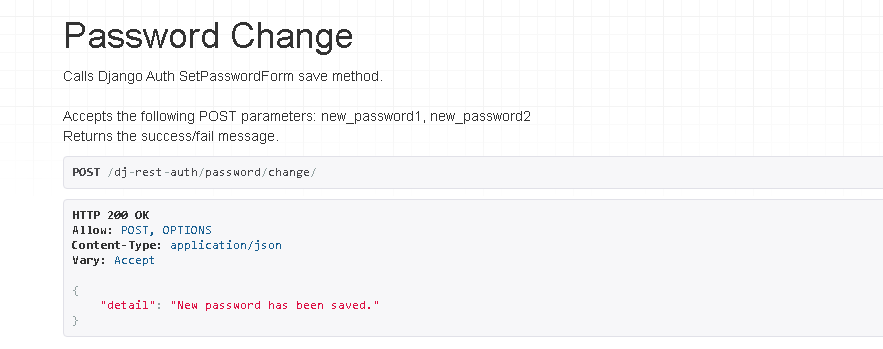 Password Change
Calls Django Auth SetPasswordForm save method.
Accepts the following POST parameters: new_password1, new_password2
Returns the success/fail message.
POST /dj-rest-auth/password/change/
HTTP 200 OK
Allow: POST, OPTIONS
Content-Type: application/json
Vary: Accept
{
    "detail": "New password has been saved."
}